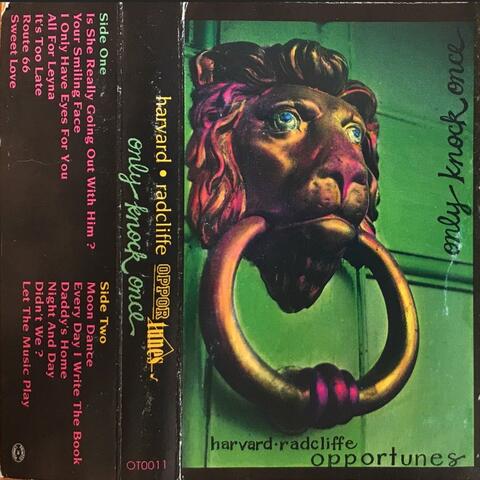 Side One
Is She Really Going Out With Him ?
Your Smiling Face
I Only Have Eyes For You
All For Leyna
It's Too Late
Route 66
Sweet Love
Side Two
Moon Dance
Every Day I Write The Book
Daddy's Home
Night And Day
Didn't We ?
Let The Music Play
harvard • radcliffe OPPORtunes
only knock once
OT0011
only knock once
harvard·radcliffe
opportunes